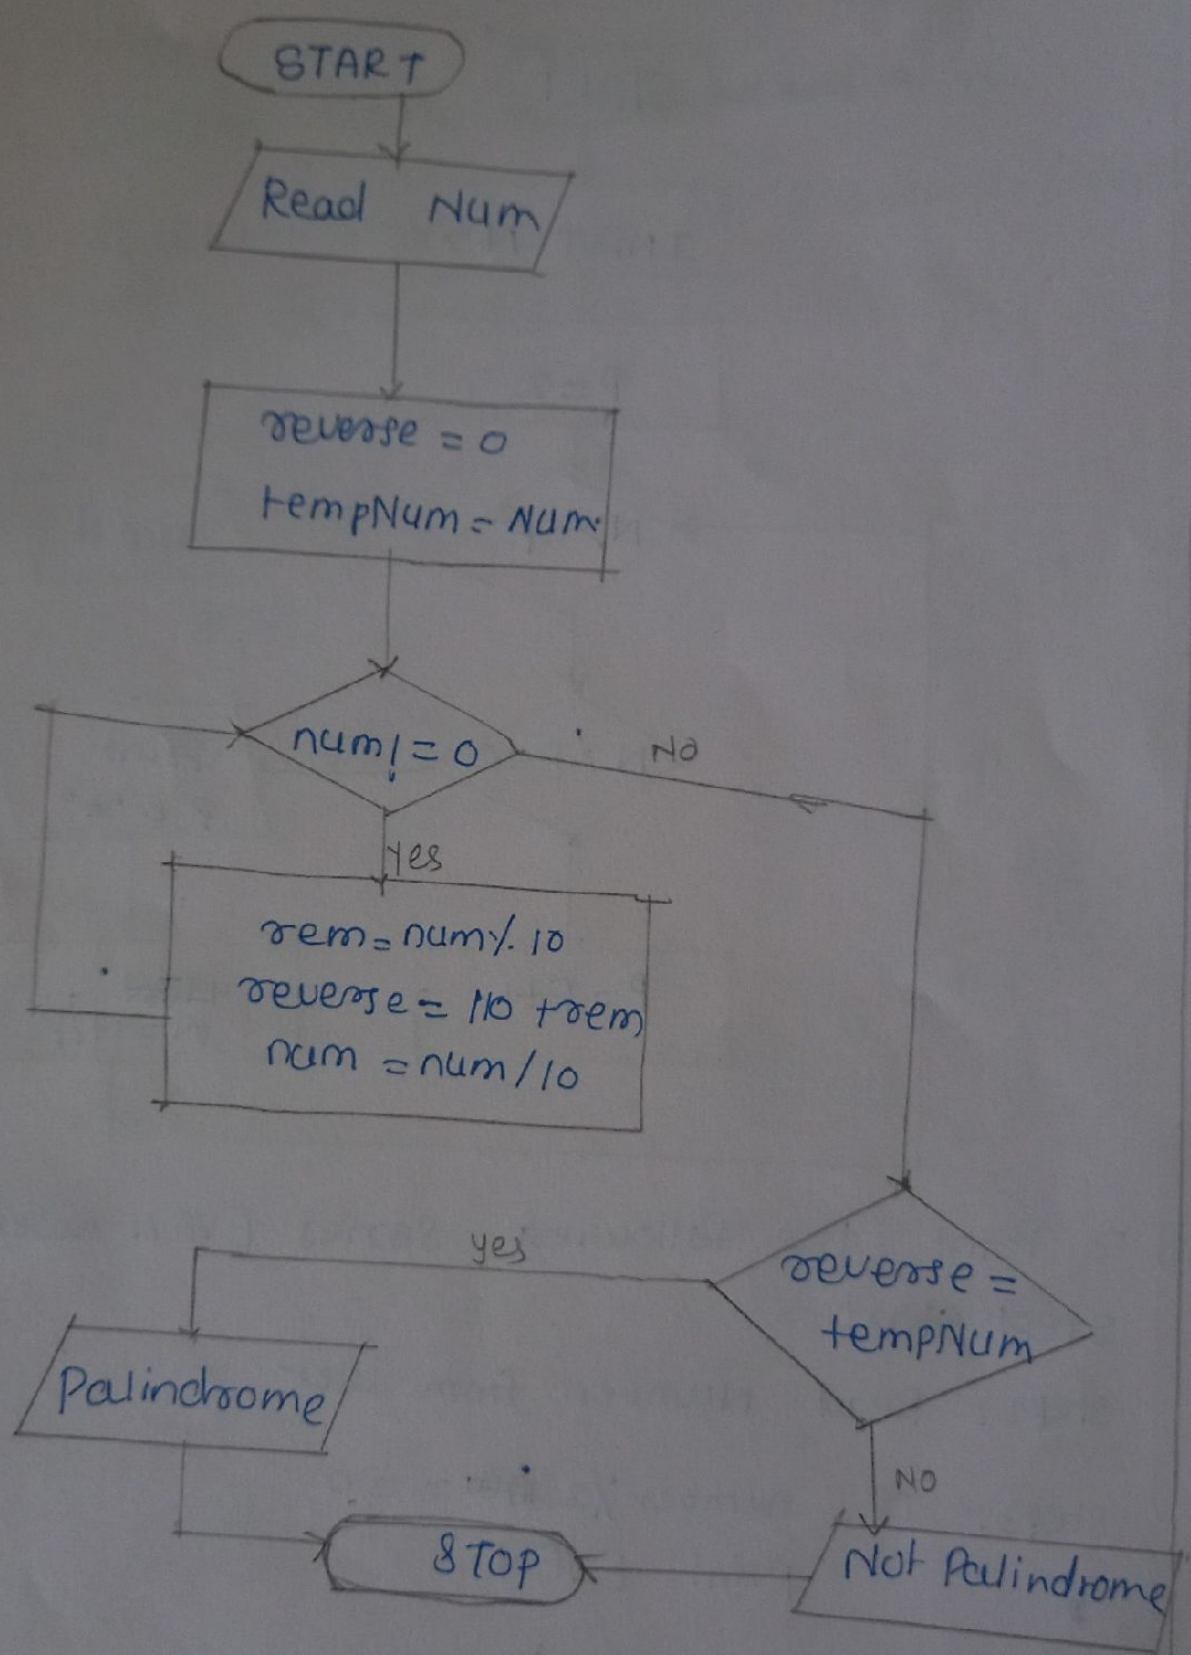 START
Read Num
reverse = 0
tempNum = Num
num != 0
No
yes
rem = num % 10
reverse = 110 + rem
num = num / 10
yes
reverse =
tempNum
Palindrome
NO
STOP
Not Palindrome